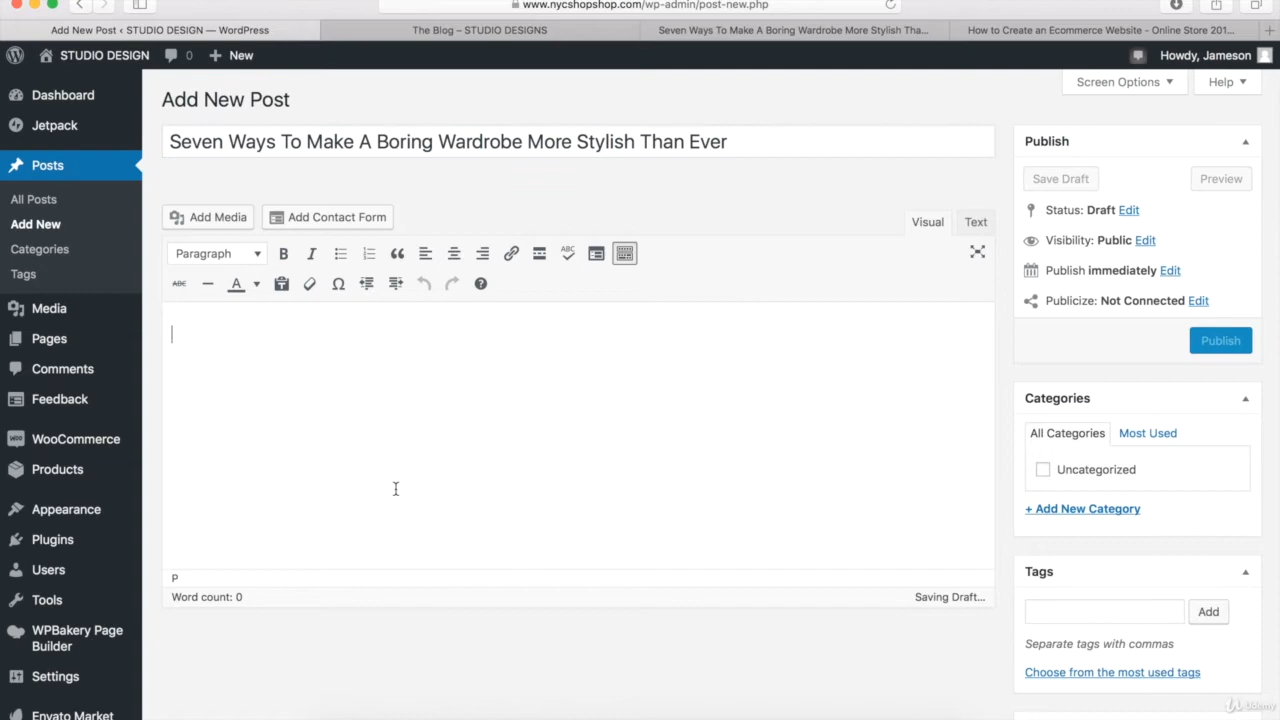 www.nycshopshop.com/wp-admin/post-new.php
Add New Post ‹ STUDIO DESIGN — WordPress
The Blog – STUDIO DESIGNS
Seven Ways To Make A Boring Wardrobe More Stylish Tha...
How to Create an Ecommerce Website - Online Store 201...
STUDIO DESIGN
0
New
Howdy, Jameson
Screen Options
Help
Dashboard
Jetpack
Posts
All Posts
Add New
Categories
Tags
Media
Pages
Comments
Feedback
WooCommerce
Products
Appearance
Plugins
Users
Tools
WPBakery Page
Builder
Settings
Envato Market
Add New Post
Seven Ways To Make A Boring Wardrobe More Stylish Than Ever
Add Media
Add Contact Form
Visual
Text
Paragraph
B
I
ABC
ABC
A
P
Word count: 0
Saving Draft...
Publish
Save Draft
Preview
Status: Draft Edit
Visibility: Public Edit
Publish immediately Edit
Publicize: Not Connected Edit
Publish
Categories
All Categories
Most Used
Uncategorized
+ Add New Category
Tags
Add
Separate tags with commas
Choose from the most used tags
Udemy